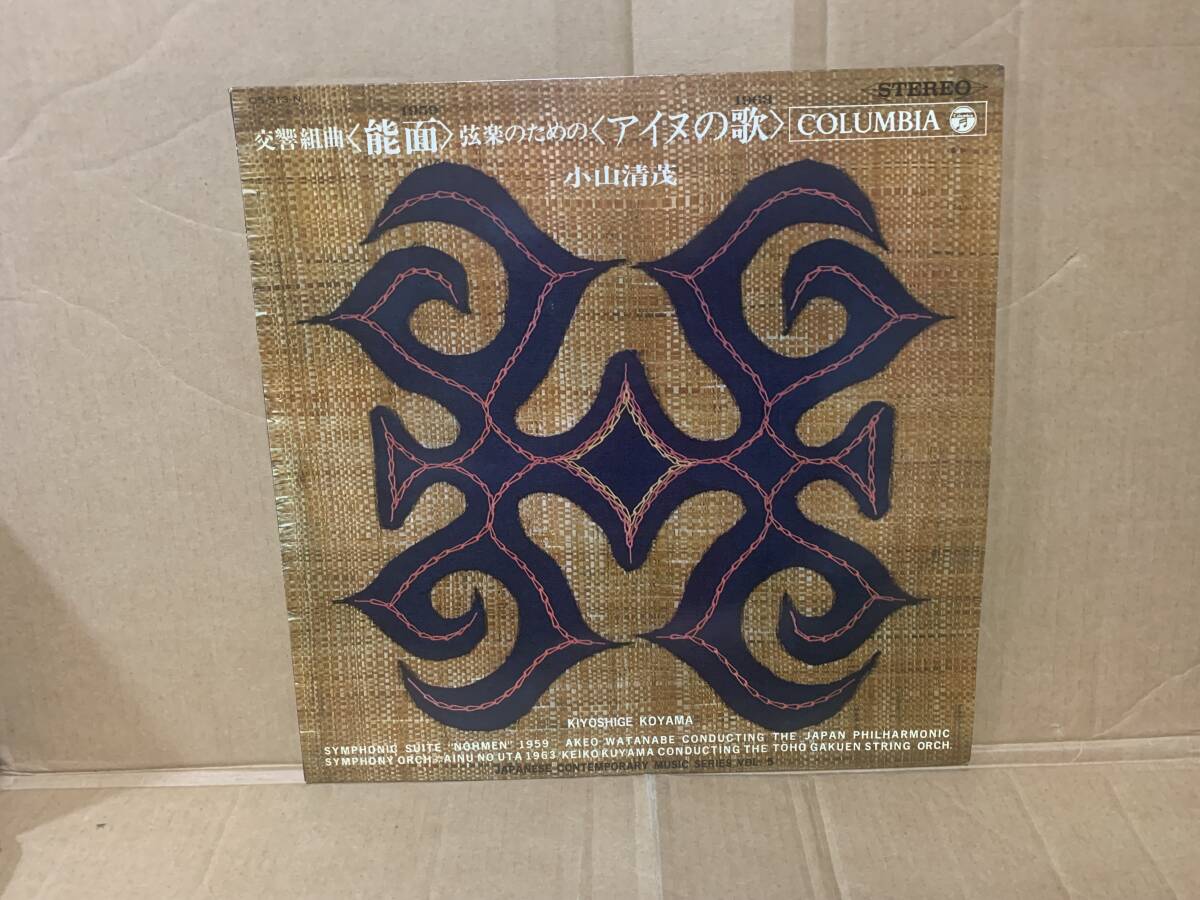 STEREO
1959 1963
交響組曲〈能面〉弦楽のための〈アイヌの歌〉 COLUMBIA
小山清茂
KIYOSHIGE KOYAMA
SYMPHONIC SUITE "NOHMEN" 1959 AKEO WATANABE CONDUCTING THE JAPAN PHILHARMONIC
SYMPHONY ORCH. AINU NO UTA 1963 KEIKO KUYAMA CONDUCTING THE TOHO GAKUEN STRING ORCH.
JAPANESE CONTEMPORARY MUSIC SERIES VOL. 5